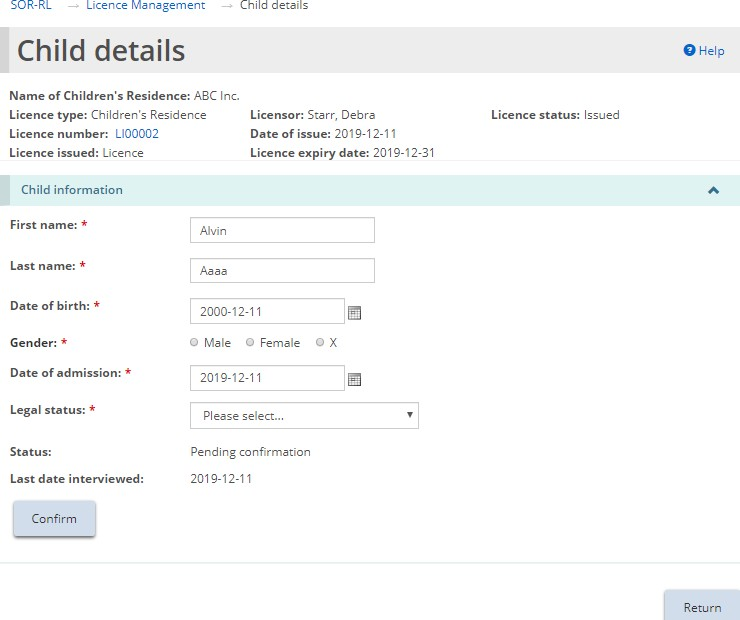 SOR-RL → Licence Management → Child details
Child details
Help
Name of Children's Residence: ABC Inc.
Licence type: Children's Residence Licensor: Starr, Debra Licence status: Issued
Licence number: LI00002 Date of issue: 2019-12-11
Licence issued: Licence Licence expiry date: 2019-12-31
Child information
First name: * Alvin
Last name: * Aaaa
Date of birth: * 2000-12-11
Gender: * Male Female X
Date of admission: * 2019-12-11
Legal status: * Please select...
Status: Pending confirmation
Last date interviewed: 2019-12-11
Confirm
Return